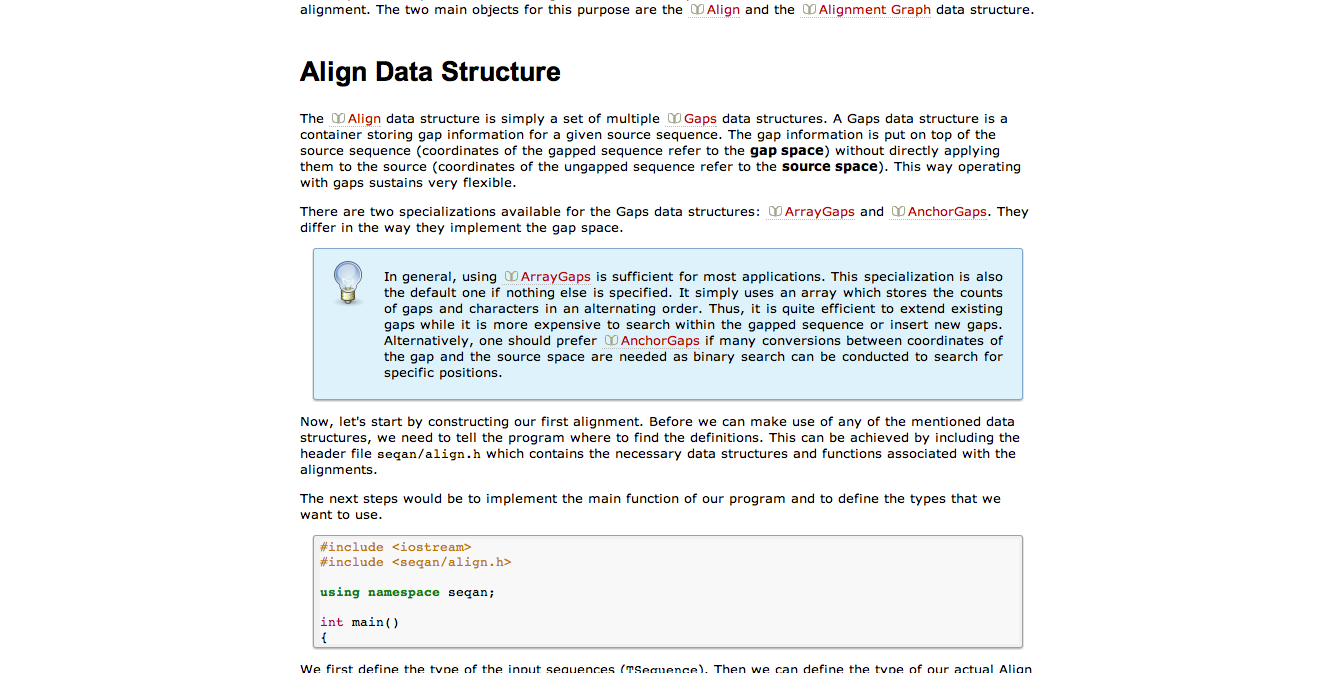 alignment. The two main objects for this purpose are the Align and the Alignment Graph data structure.
Align Data Structure
The Align data structure is simply a set of multiple Gaps data structures. A Gaps data structure is a
container storing gap information for a given source sequence. The gap information is put on top of the
source sequence (coordinates of the gapped sequence refer to the gap space) without directly applying
them to the source (coordinates of the ungapped sequence refer to the source space). This way operating
with gaps sustains very flexible.
There are two specializations available for the Gaps data structures: ArrayGaps and AnchorGaps. They
differ in the way they implement the gap space.
In general, using ArrayGaps is sufficient for most applications. This specialization is also
the default one if nothing else is specified. It simply uses an array which stores the counts
of gaps and characters in an alternating order. Thus, it is quite efficient to extend existing
gaps while it is more expensive to search within the gapped sequence or insert new gaps.
Alternatively, one should prefer AnchorGaps if many conversions between coordinates of
the gap and the source space are needed as binary search can be conducted to search for
specific positions.
Now, let's start by constructing our first alignment. Before we can make use of any of the mentioned data
structures, we need to tell the program where to find the definitions. This can be achieved by including the
header file seqan/align.h which contains the necessary data structures and functions associated with the
alignments.
The next steps would be to implement the main function of our program and to define the types that we
want to use.
#include <iostream>
#include <seqan/align.h>
using namespace seqan;
int main()
{
We first define the type of the input sequences (TSequence). Then we can define the type of our actual Align